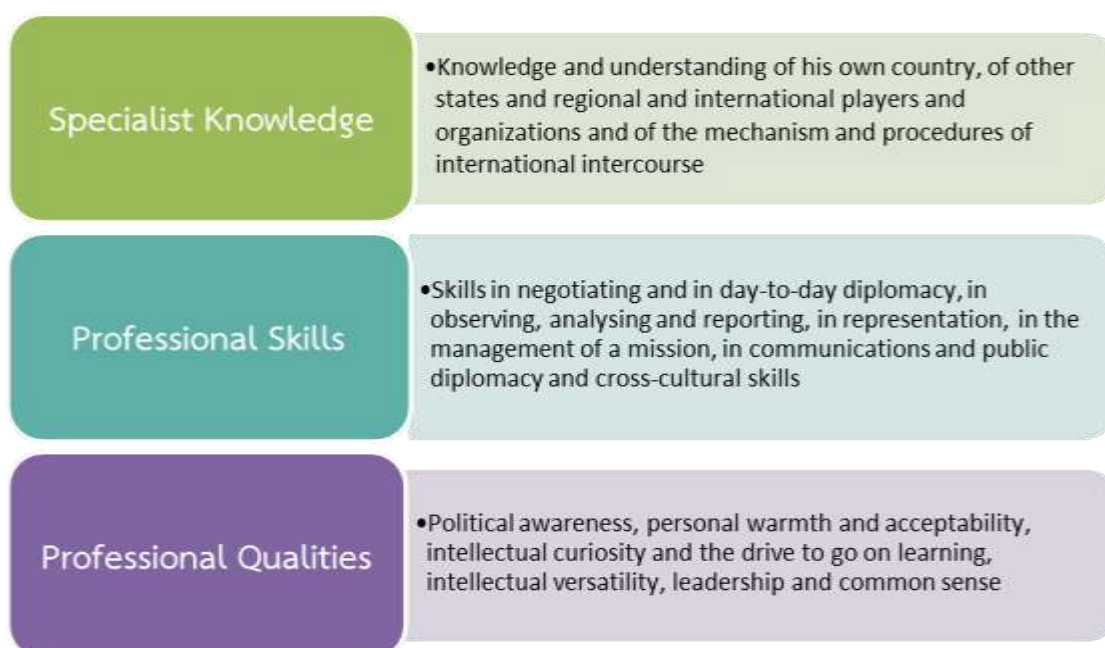 Specialist Knowledge
•Knowledge and understanding of his own country, of other
states and regional and international players and
organizations and of the mechanism and procedures of
international intercourse
Professional Skills
•Skills in negotiating and in day-to-day diplomacy, in
observing, analysing and reporting, in representation, in the
management of a mission, in communications and public
diplomacy and cross-cultural skills
Professional Qualities
•Political awareness, personal warmth and acceptability,
intellectual curiosity and the drive to go on learning,
intellectual versatility, leadership and common sense